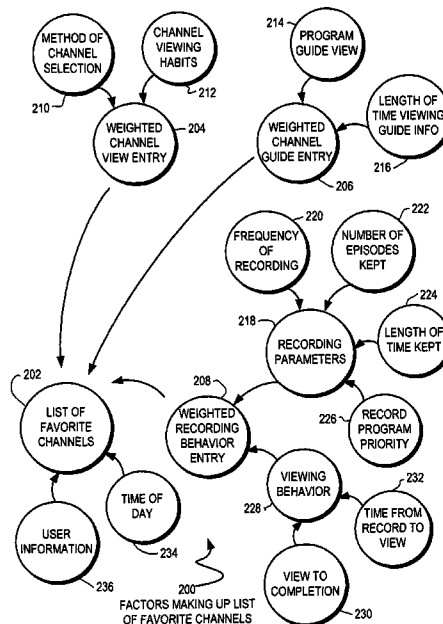 214
PROGRAM
GUIDE VIEW
METHOD OF
CHANNEL
SELECTION
CHANNEL
VIEWING
HABITS
210
212
LENGTH OF
TIME VIEWING
GUIDE INFO
WEIGHTED
CHANNEL
VIEW ENTRY
204
WEIGHTED
CHANNEL
GUIDE ENTRY
206
216
220
222
FREQUENCY
OF
RECORDING
NUMBER OF
EPISODES
KEPT
218
224
RECORDING
PARAMETERS
LENGTH OF
TIME KEPT
202
208
LIST OF
FAVORITE
CHANNELS
WEIGHTED
RECORDING
BEHAVIOR
ENTRY
226
RECORD
PROGRAM
PRIORITY
VIEWING
BEHAVIOR
228
232
TIME OF
DAY
TIME FROM
RECORD TO
VIEW
USER
INFORMATION
234
236
200
VIEW TO
COMPLETION
230
FACTORS MAKING UP LIST
OF FAVORITE CHANNELS